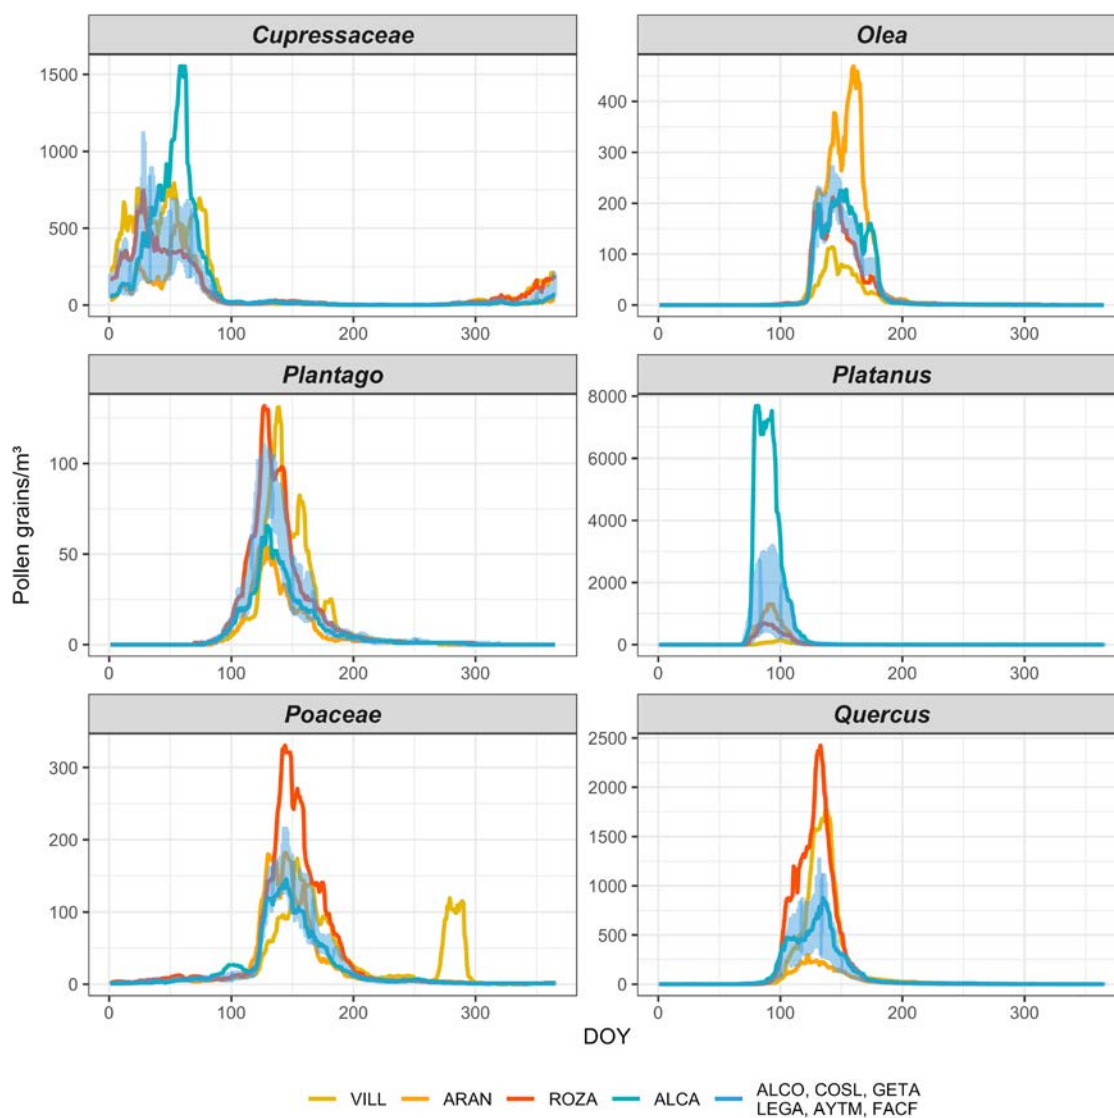 Cupressaceae
Olea
1500
1000
500
0
0 100 200 300
400
300
200
100
0
0 100 200 300
Plantago
Platanus
100
50
0
0 100 200 300
8000
6000
4000
2000
0
0 100 200 300
Poaceae
Quercus
300
200
100
0
0 100 200 300
2500
2000
1500
1000
500
0
0 100 200 300
Pollen grains/m³
DOY
VILL ARAN ROZA ALCA ALCO, COSL, GETA
LEGA, AYTM, FACF